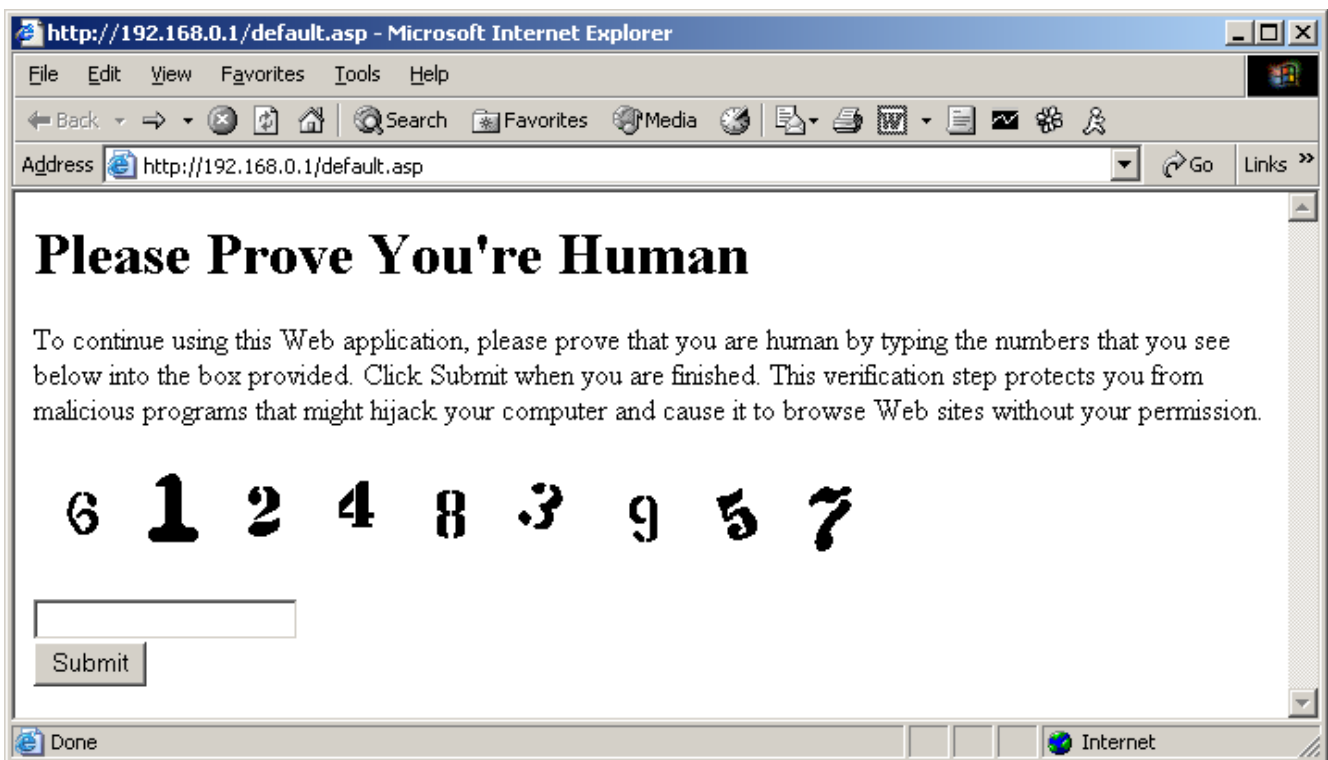 http://192.168.0.1/default.asp - Microsoft Internet Explorer
File Edit View Favorites Tools Help
Back Search Favorites Media W
Address http://192.168.0.1/default.asp Go Links »
Please Prove You're Human
To continue using this Web application, please prove that you are human by typing the numbers that you see
below into the box provided. Click Submit when you are finished. This verification step protects you from
malicious programs that might hijack your computer and cause it to browse Web sites without your permission.
6 1 2 4 8 3 9 5 7
Submit
Done Internet